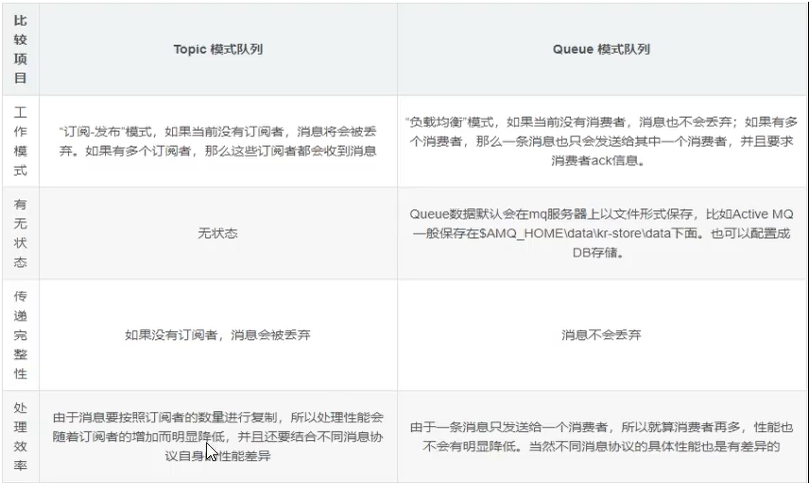 比
较
项
目
Topic 模式队列
Queue 模式队列
工
作
模
式
“订阅-发布”模式，如果当前没有订阅者，消息将会被丢
弃。如果有多个订阅者，那么这些订阅者都会收到消息
“负载均衡”模式，如果当前没有消费者，消息也不会丢弃；如果有多
个消费者，那么一条消息也只会发送给其中一个消费者，并且要求
消费者ack信息。
有
无
状
态
无状态
Queue数据默认会在mq服务器上以文件形式保存，比如Active MQ
一般保存在$AMQ_HOME\data\kr-store\data下面。也可以配置成
DB存储。
传
递
完
整
性
如果没有订阅者，消息会被丢弃
消息不会丢弃
处
理
效
率
由于消息要按照订阅者的数量进行复制，所以处理性能会
随着订阅者的增加而明显降低，并且还要结合不同消息协
议自身性能差异
由于一条消息只发送给一个消费者，所以就算消费者再多，性能也
不会有明显降低。当然不同消息协议的具体性能也是有差异的